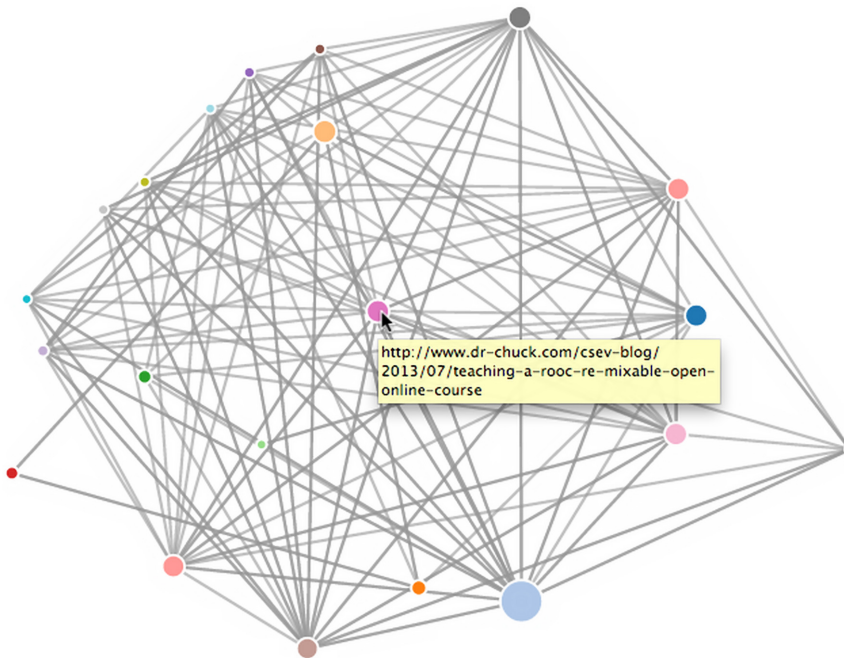 http://www.dr-chuck.com/csev-blog/
2013/07/teaching-a-rooc-re-mixable-open-
online-course